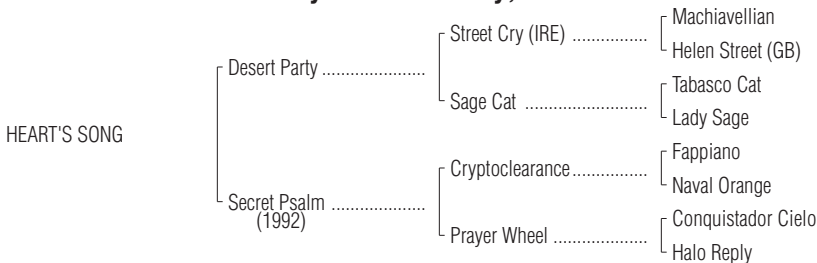 Machiavellian
Street Cry (IRE) ................
Helen Street (GB)
Desert Party ......................
Tabasco Cat
Sage Cat ..........................
Lady Sage
HEART'S SONG
Fappiano
Cryptoclearance................
Naval Orange
Secret Psalm ....................
(1992)
Conquistador Cielo
Prayer Wheel ....................
Halo Reply